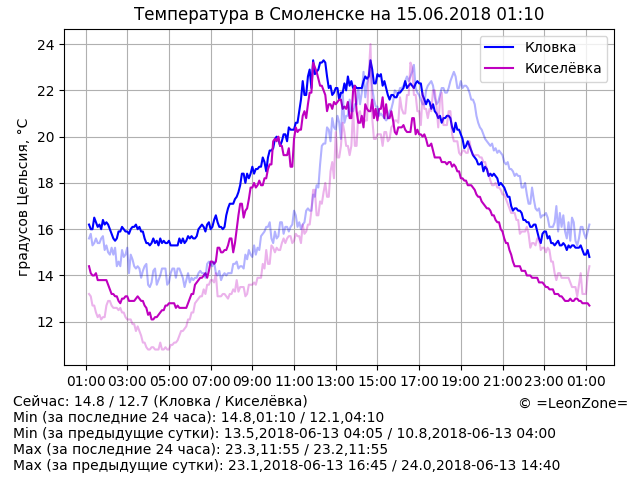 Температура в Смоленске на 15.06.2018 01:10
24
22
20
18
16
14
12
градусов Цельсия, °C
Кловка
Киселёвка
01:00 03:00 05:00 07:00 09:00 11:00 13:00 15:00 17:00 19:00 21:00 23:00 01:00
Сейчас: 14.8 / 12.7 (Кловка / Киселёвка)
© =LeonZone=
Min (за последние 24 часа): 14.8,01:10 / 12.1,04:10
Min (за предыдущие сутки): 13.5,2018-06-13 04:05 / 10.8,2018-06-13 04:00
Max (за последние 24 часа): 23.3,11:55 / 23.2,11:55
Max (за предыдущие сутки): 23.1,2018-06-13 16:45 / 24.0,2018-06-13 14:40